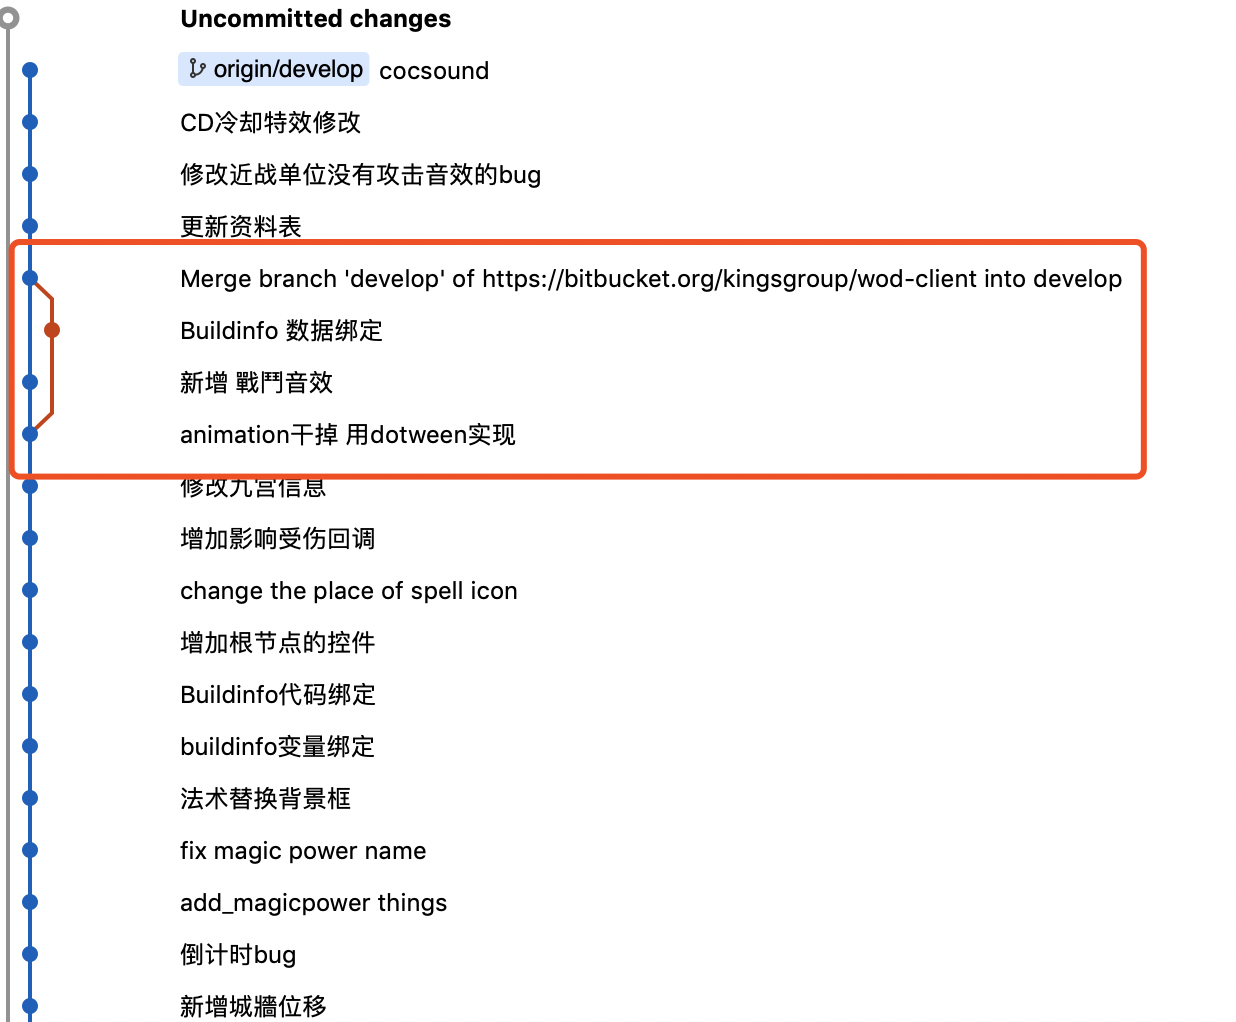 Uncommitted changes
origin/develop cocsound
CD冷却特效修改
修改近战单位没有攻击音效的bug
更新资料表
Merge branch 'develop' of https://bitbucket.org/kingsgroup/wod-client into develop
Buildinfo 数据绑定
新增 戰鬥音效
animation干掉 用dotween实现
修改九宫信息
增加影响受伤回调
change the place of spell icon
增加根节点的控件
Buildinfo代码绑定
buildinfo变量绑定
法术替换背景框
fix magic power name
add_magicpower things
倒计时bug
新增城牆位移